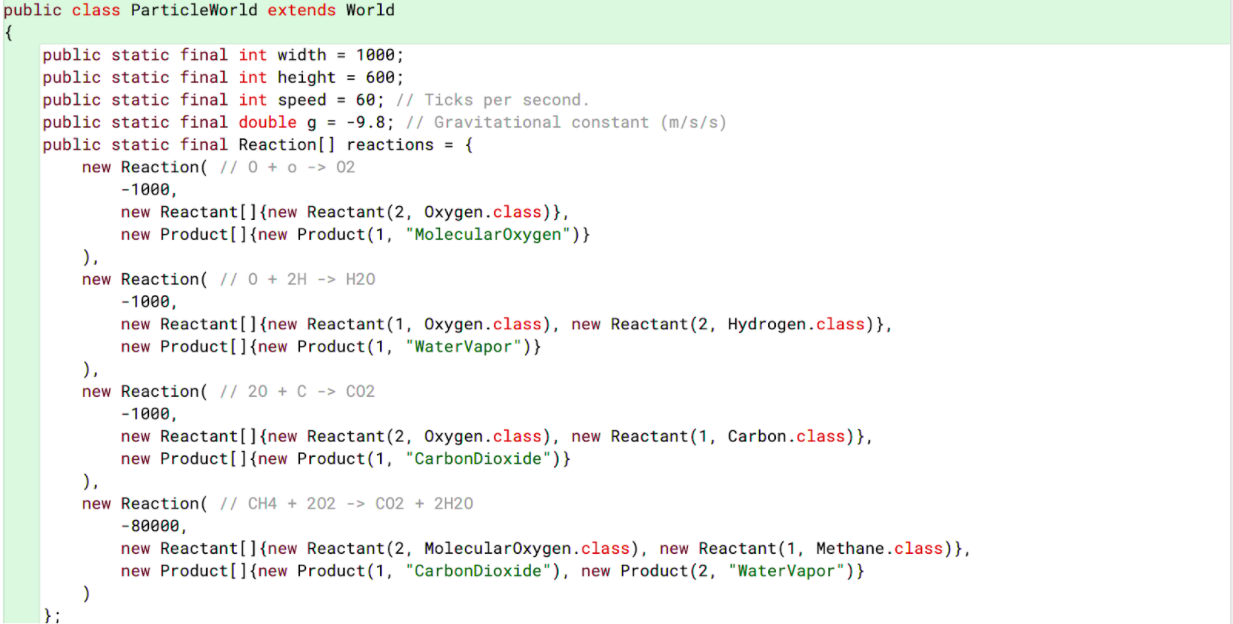 public class ParticleWorld extends World
{
public static final int width = 1000;
public static final int height = 600;
public static final int speed = 60; // Ticks per second.
public static final double g = -9.8; // Gravitational constant (m/s/s)
public static final Reaction[] reactions = {
new Reaction( // O + o -> O2
-1000,
new Reactant[]{new Reactant(2, Oxygen.class)},
new Product[]{new Product(1, "MolecularOxygen")}
),
new Reaction( // O + 2H -> H2O
-1000,
new Reactant[]{new Reactant(1, Oxygen.class), new Reactant(2, Hydrogen.class)},
new Product[]{new Product(1, "WaterVapor")}
),
new Reaction( // 2O + C -> CO2
-1000,
new Reactant[]{new Reactant(2, Oxygen.class), new Reactant(1, Carbon.class)},
new Product[]{new Product(1, "CarbonDioxide")}
),
new Reaction( // CH4 + 2O2 -> CO2 + 2H2O
-80000,
new Reactant[]{new Reactant(2, MolecularOxygen.class), new Reactant(1, Methane.class)},
new Product[]{new Product(1, "CarbonDioxide"), new Product(2, "WaterVapor")}
)
};